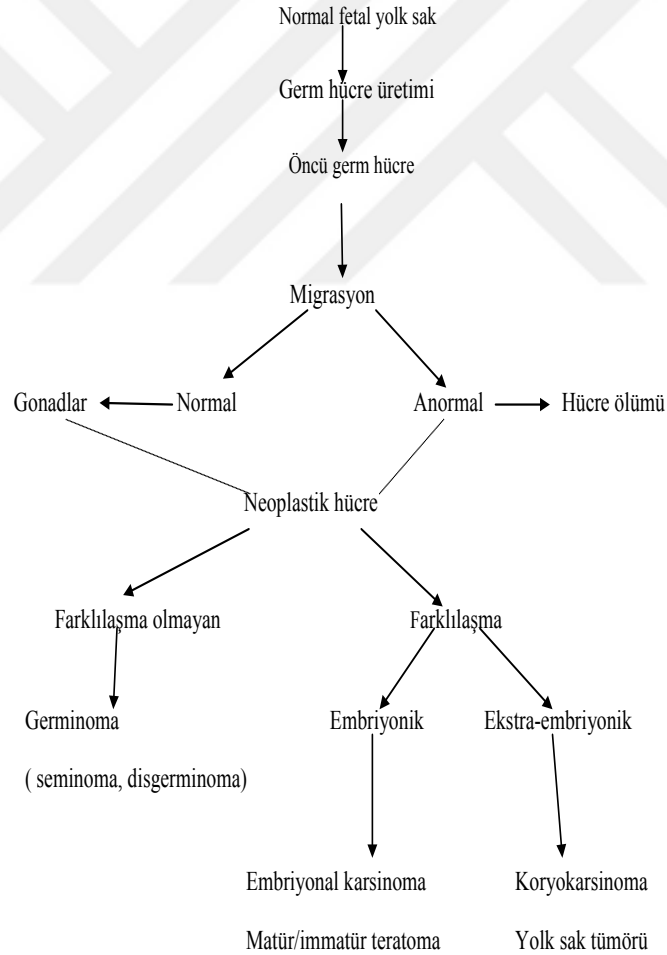 Normal fetal yolk sak
Germ hücre üretimi
Öncü germ hücre
Migrasyon
Gonadlar
Normal
Anormal
Hücre ölümü
Neoplastik hücre
Farklılaşma olmayan
Farklılaşma
Germinoma
Embriyonik
Ekstra-embriyonik
( seminoma, disgerminoma)
Embriyonal karsinoma
Koryokarsinoma
Matür/immatür teratoma
Yolk sak tümörü